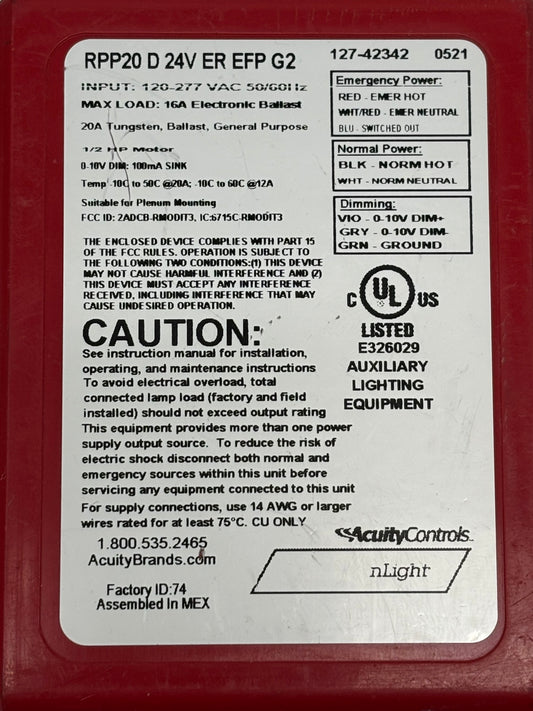 RPP20 D 24V ER EFP G2
127-42342 0521
INPUT: 120-277 VAC 50/60Hz
MAX LOAD: 16A Electronic Ballast
20A Tungsten, Ballast, General Purpose
1/2 HP Motor
0-10V DIM: 100mA SINK
Temp -10C to 50C @20A; -10C to 60C @12A
Suitable for Plenum Mounting
FCC ID: 2ADCB-RMODIT3, IC:6715C-RMODIT3
THE ENCLOSED DEVICE COMPLIES WITH PART 15
OF THE FCC RULES. OPERATION IS SUBJECT TO
THE FOLLOWING TWO CONDITIONS:(1) THIS DEVICE
MAY NOT CAUSE HARMFUL INTERFERENCE AND (2)
THIS DEVICE MUST ACCEPT ANY INTERFERENCE
RECEIVED, INCLUDING INTERFERENCE THAT MAY
CAUSE UNDESIRED OPERATION.
Emergency Power:
RED - EMER HOT
WHT/RED - EMER NEUTRAL
BLU - SWITCHED OUT
Normal Power:
BLK - NORM HOT
WHT - NORM NEUTRAL
Dimming:
VIO - 0-10V DIM+
GRY - 0-10V DIM-
GRN - GROUND
C UL US
LISTED
E326029
AUXILIARY
LIGHTING
EQUIPMENT
CAUTION:
See instruction manual for installation,
operating, and maintenance instructions
To avoid electrical overload, total
connected lamp load (factory and field
installed) should not exceed output rating
This equipment provides more than one power
supply output source. To reduce the risk of
electric shock disconnect both normal and
emergency sources within this unit before
servicing any equipment connected to this unit
For supply connections, use 14 AWG or larger
wires rated for at least 75°C. CU ONLY
1.800.535.2465
AcuityBrands.com
Factory ID:74
Assembled In MEX
AcuityControls
nLight